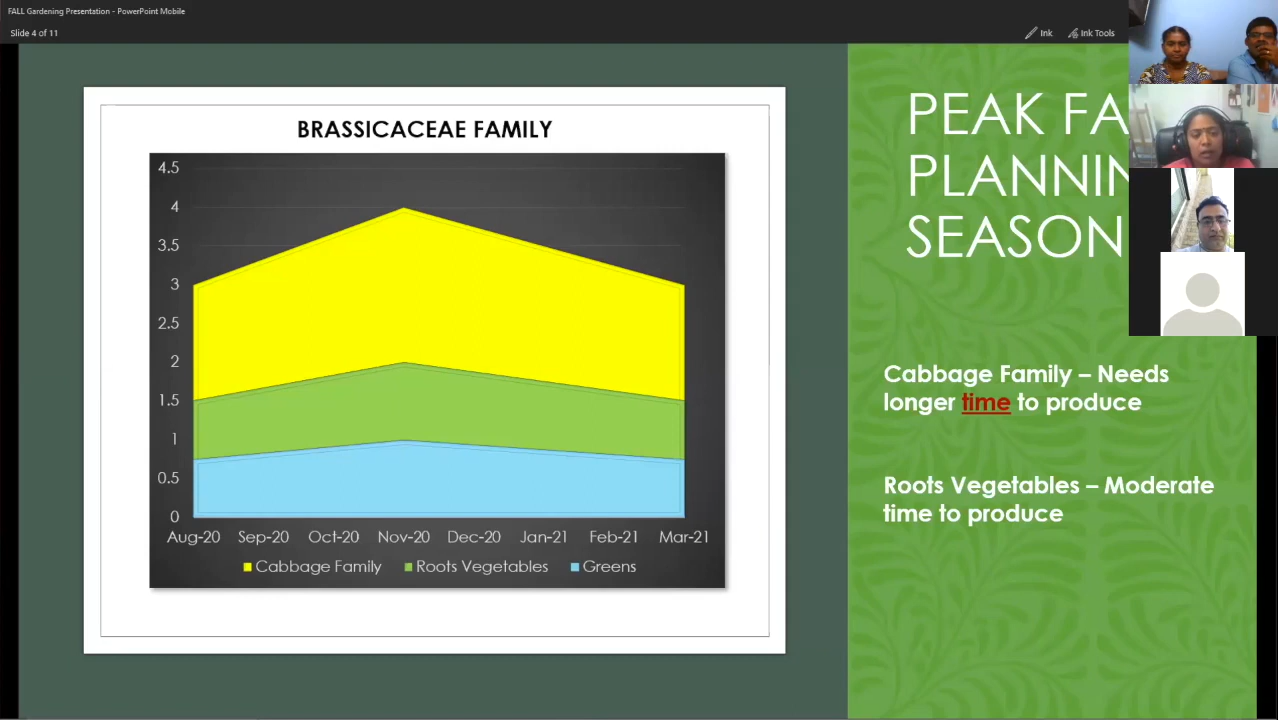 FALL Gardening Presentation - PowerPoint Mobile
Slide 4 of 11
Ink
Ink Tools
BRASSICACEAE FAMILY
4.5
4
3.5
3
2.5
2
1.5
1
0.5
0
Aug-20 Sep-20 Oct-20 Nov-20 Dec-20 Jan-21 Feb-21 Mar-21
Cabbage Family Roots Vegetables Greens
PEAK FA
PLANNIN
SEASON
Cabbage Family – Needs
longer time to produce
Roots Vegetables – Moderate
time to produce